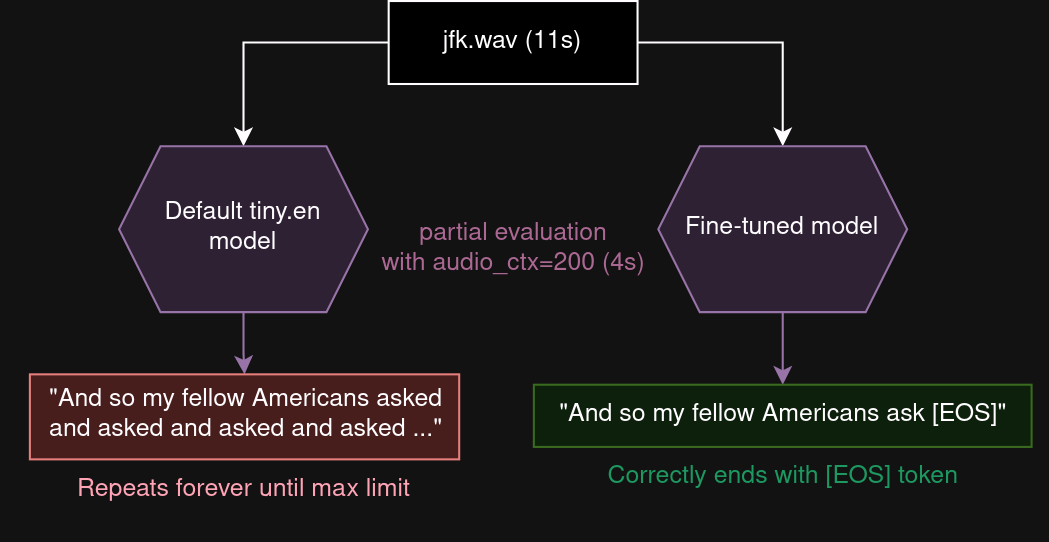 jfk.wav (11s)
Default tiny.en
model
partial evaluation
with audio_ctx=200 (4s)
Fine-tuned model
"And so my fellow Americans asked
and asked and asked and asked ..."
Repeats forever until max limit
"And so my fellow Americans ask [EOS]"
Correctly ends with [EOS] token